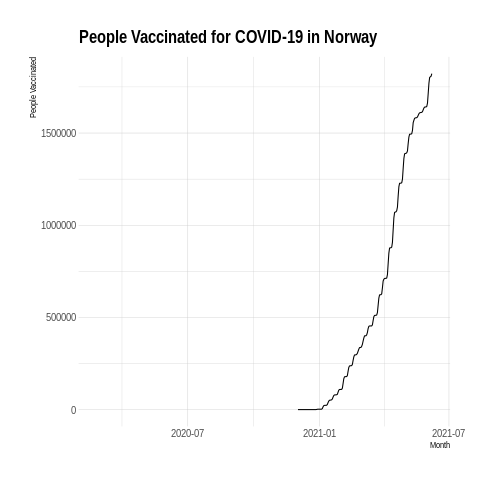 People Vaccinated for COVID-19 in Norway
People Vaccinated
1500000
1000000
500000
0
2020-07
2021-01
2021-07
Month